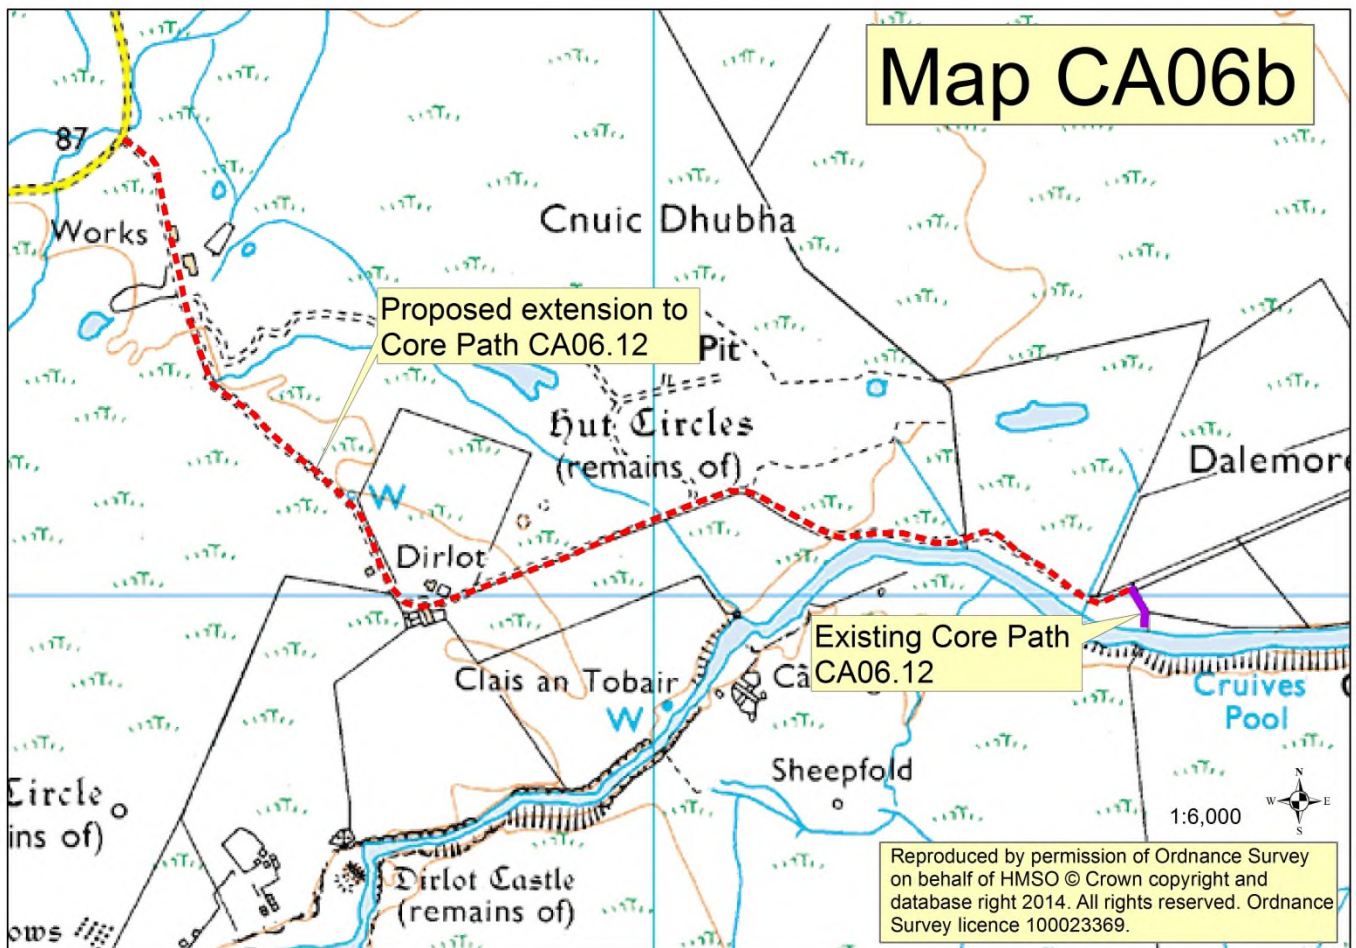 Map CA06b
87
Works
Cnuic Dhubha
Proposed extension to
Core Path CA06.12
Pit
Hut Circles
(remains of)
Dalemore
W
Dirlot
Existing Core Path
CA06.12
Clais an Tobair
W
Cruives
Pool
Sheepfold
Circle
ins of)
N
W E
S
1:6,000
Dirlot Castle
(remains of)
ows
Reproduced by permission of Ordnance Survey
on behalf of HMSO © Crown copyright and
database right 2014. All rights reserved. Ordnance
Survey licence 100023369.